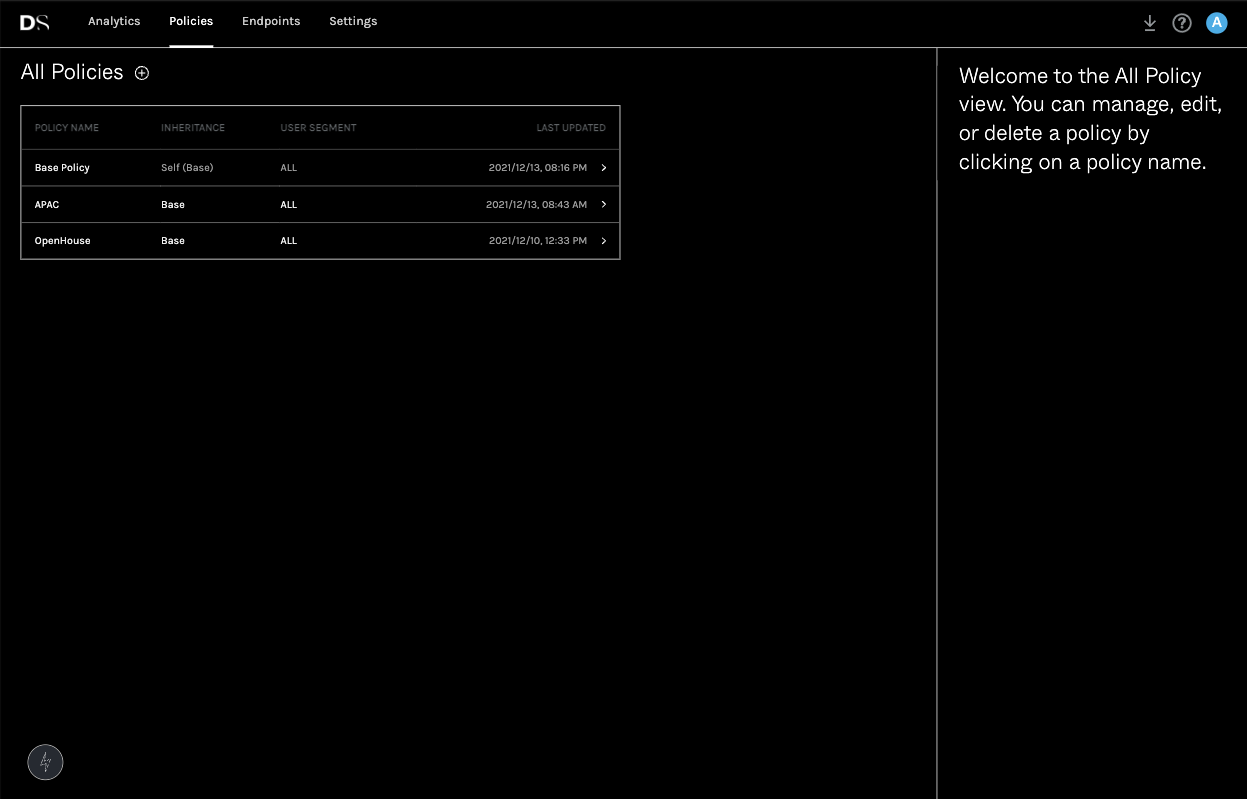 DS Analytics Policies Endpoints Settings ? A
All Policies
POLICY NAME INHERITANCE USER SEGMENT LAST UPDATED
Base Policy Self (Base) ALL 2021/12/13, 08:16 PM
APAC Base ALL 2021/12/13, 08:43 AM
OpenHouse Base ALL 2021/12/10, 12:33 PM
Welcome to the All Policy
view. You can manage, edit,
or delete a policy by
clicking on a policy name.